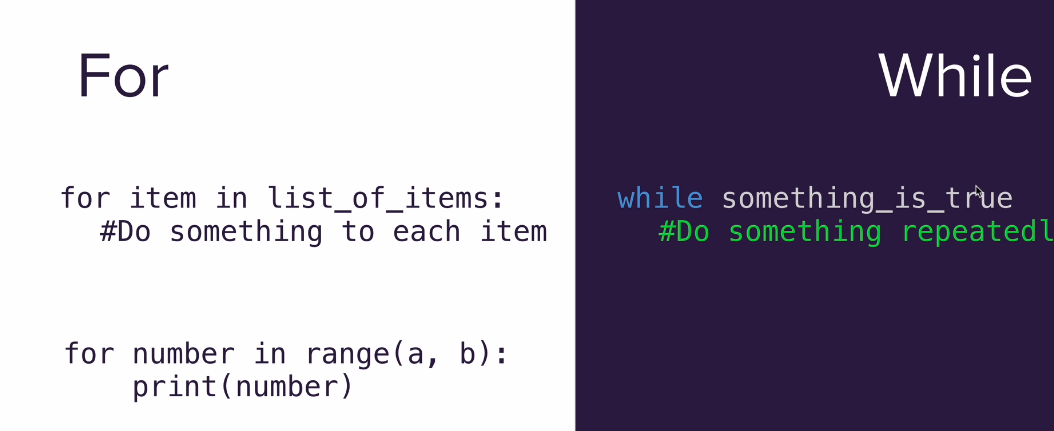 For
for item in list_of_items:
#Do something to each item
for number in range(a, b):
print(number)
While
while something_is_true
#Do something repeatedl